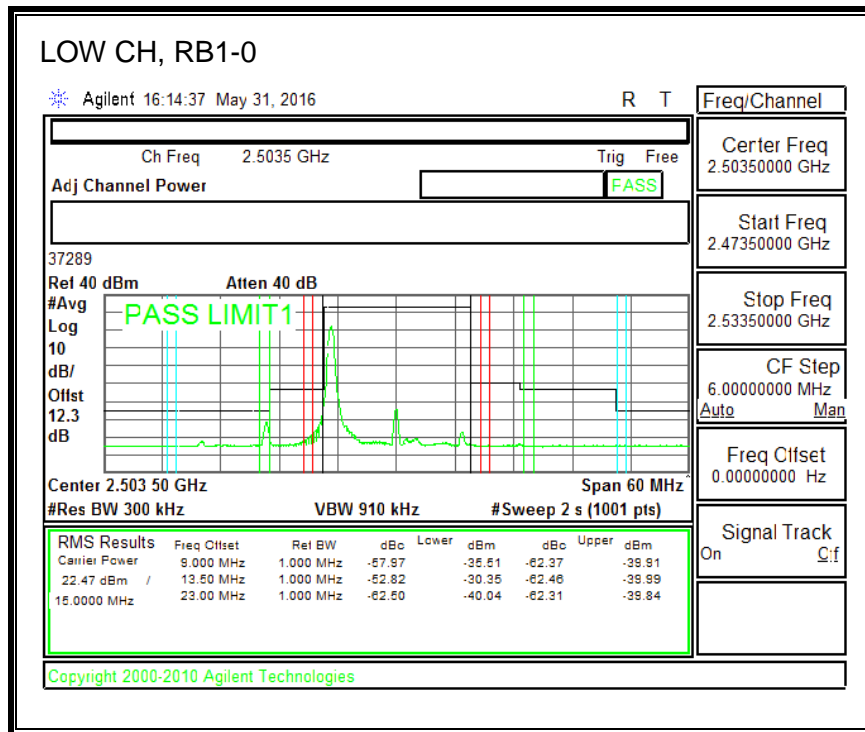 LOW CH, RB1-0
Agilent 16:14:37 May 31, 2016 R T
Freq/Channel
Ch Freq 2.5035 GHz Trig Free
Adj Channel Power PASS
Center Freq
2.50350000 GHz
Start Freq
2.47350000 GHz
Stop Freq
2.53350000 GHz
CF Step
6.00000000 MHz
Auto Man
Freq Offset
0.00000000 Hz
Signal Track
On Off
37289
Ref 40 dBm Atten 40 dB
#Avg
Log
10
dB/
Offst
12.3
dB
PASS LIMIT1
Center 2.503 50 GHz Span 60 MHz
#Res BW 300 kHz VBW 910 kHz #Sweep 2 s (1001 pts)
RMS Results Freq Offset Ref BW dBc Lower dBm dBc Upper dBm
Carrier Power 9.000 MHz 1.000 MHz -57.97 -35.51 -62.37 -39.91
22.47 dBm / 13.50 MHz 1.000 MHz -52.82 -30.35 -62.46 -39.99
15.0000 MHz 23.00 MHz 1.000 MHz -62.50 -40.04 -62.31 -39.84
Copyright 2000-2010 Agilent Technologies